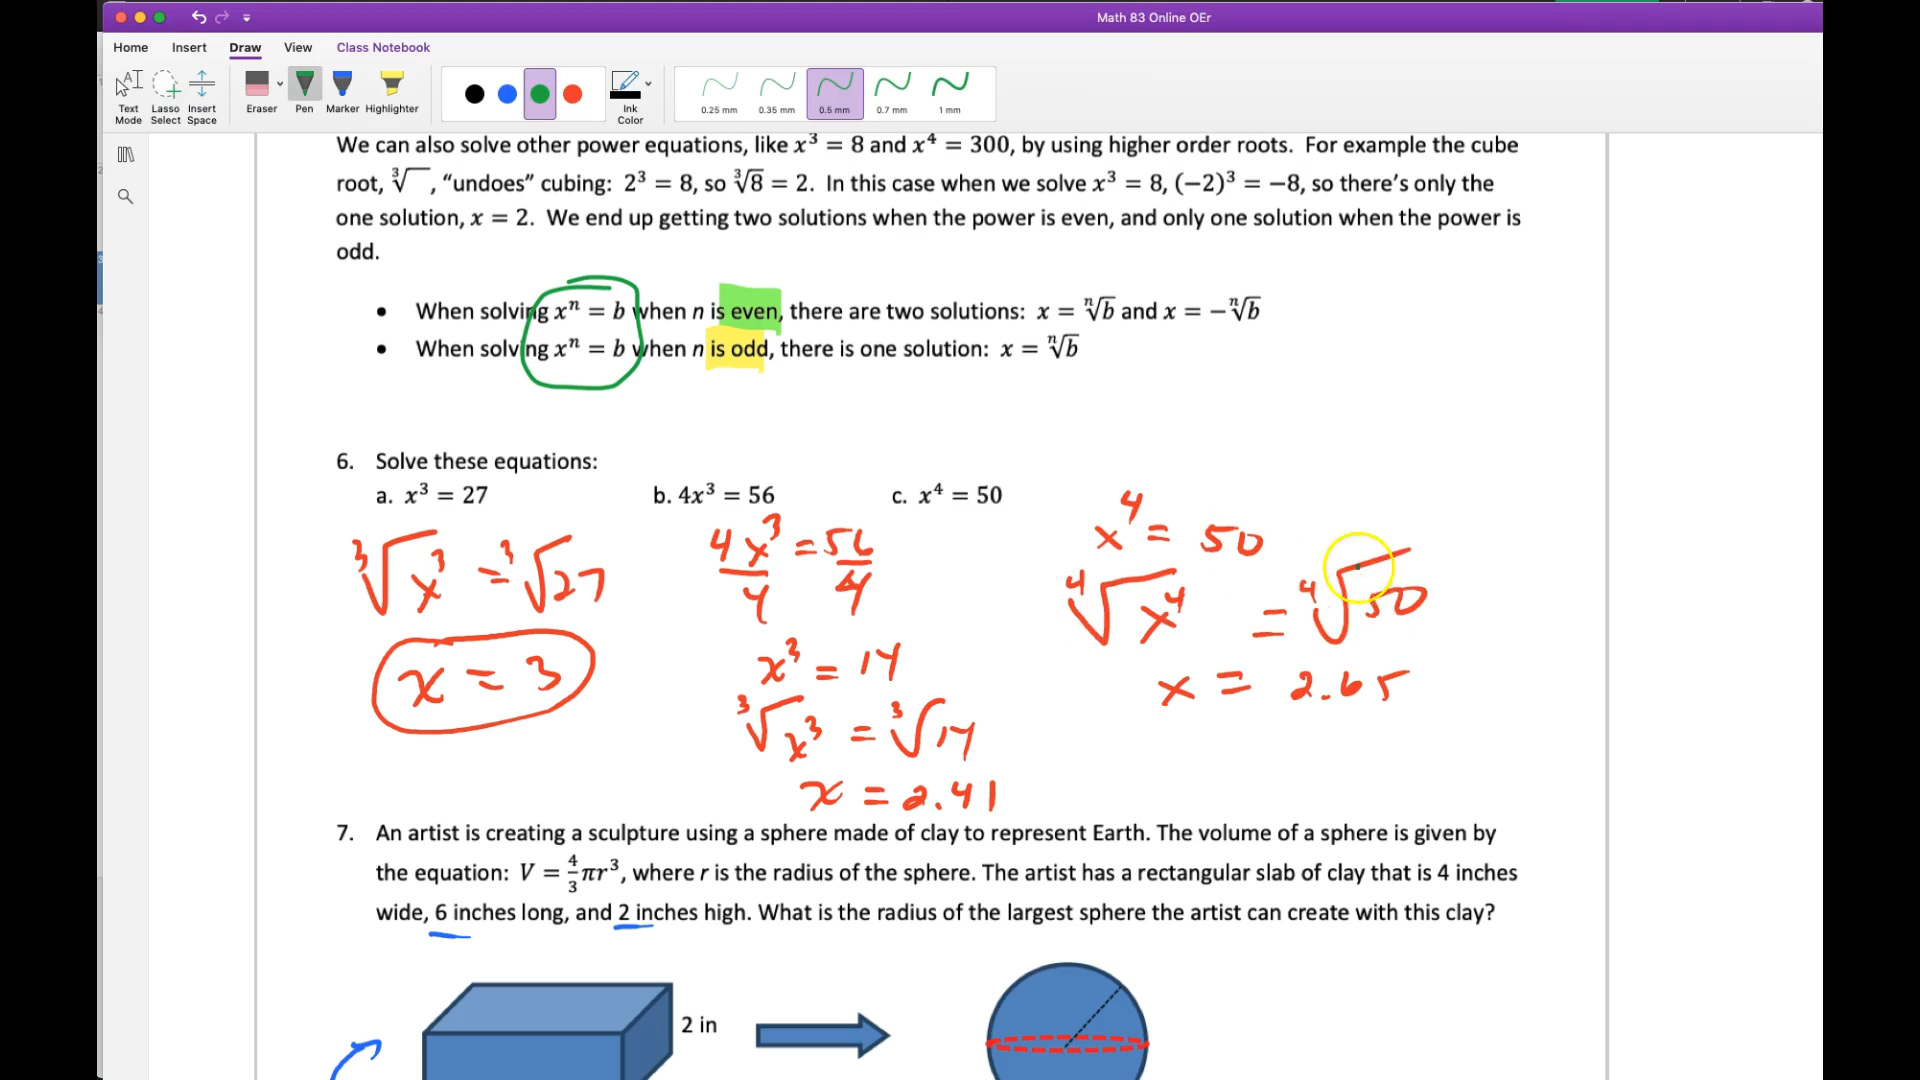 Math 83 Online OEr
Home Insert Draw View Class Notebook
Text Mode Lasso Select Insert Space Eraser Pen Marker Highlighter Ink Color 0.25 mm 0.35 mm 0.5 mm 0.7 mm 1 mm
We can also solve other power equations, like x³ = 8 and x⁴ = 300, by using higher order roots. For example the cube
root, ∛ , “undoes” cubing: 2³ = 8, so ∛8 = 2. In this case when we solve x³ = 8, (−2)³ = −8, so there’s only the
one solution, x = 2. We end up getting two solutions when the power is even, and only one solution when the power is
odd.
• When solving xⁿ = b when n is even, there are two solutions: x = ⁿ√b and x = −ⁿ√b
• When solving xⁿ = b when n is odd, there is one solution: x = ⁿ√b
6. Solve these equations:
a. x³ = 27 b. 4x³ = 56 c. x⁴ = 50
∛x³ = ∛27
x = 3
4x³/4 = 56/4
x³ = 14
∛x³ = ∛14
x = 2.41
x⁴ = 50
∜x⁴ = ∜50
x = 2.65
7. An artist is creating a sculpture using a sphere made of clay to represent Earth. The volume of a sphere is given by
the equation: V = 4/3 πr³, where r is the radius of the sphere. The artist has a rectangular slab of clay that is 4 inches
wide, 6 inches long, and 2 inches high. What is the radius of the largest sphere the artist can create with this clay?
2 in